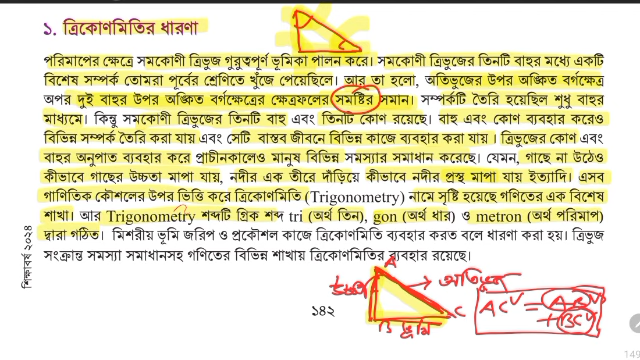 ১. ত্রিকোণমিতির ধারণা
পরিমাপের ক্ষেত্রে সমকোণী ত্রিভুজ গুরুত্বপূর্ণ ভূমিকা পালন করে। সমকোণী ত্রিভুজের তিনটি বাহুর মধ্যে একটি
বিশেষ সম্পর্ক তোমরা পূর্বের শ্রেণিতে খুঁজে পেয়েছিলে। আর তা হলো, অতিভুজের উপর অঙ্কিত বর্গক্ষেত্র
অপর দুই বাহুর উপর অঙ্কিত বর্গক্ষেত্রের ক্ষেত্রফলের সমষ্টির সমান। সম্পর্কটি তৈরি হয়েছিল শুধু বাহুর
মাধ্যমে। কিন্তু সমকোণী ত্রিভুজের তিনটি বাহু এবং তিনটি কোণ রয়েছে। বাহু এবং কোণ ব্যবহার করেও
বিভিন্ন সম্পর্ক তৈরি করা যায় এবং সেটি বাস্তব জীবনে বিভিন্ন কাজে ব্যবহার করা যায়। ত্রিভুজের কোণ এবং
বাহুর অনুপাত ব্যবহার করে প্রাচীনকালেও মানুষ বিভিন্ন সমস্যার সমাধান করেছে। যেমন, গাছে না উঠেও
কীভাবে গাছের উচ্চতা মাপা যায়, নদীর এক তীরে দাঁড়িয়ে কীভাবে নদীর প্রস্থ মাপা যায় ইত্যাদি। এসব
গাণিতিক কৌশলের উপর ভিত্তি করে ত্রিকোণমিতি (Trigonometry) নামে সৃষ্টি হয়েছে গণিতের এক বিশেষ
শাখা। আর Trigonometry শব্দটি গ্রিক শব্দ tri (অর্থ তিন), gon (অর্থ ধার) ও metron (অর্থ পরিমাপ)
দ্বারা গঠিত। মিশরীয় ভূমি জরিপ ও প্রকৌশল কাজে ত্রিকোণমিতি ব্যবহার করত বলে ধারণা করা হয়। ত্রিভুজ
সংক্রান্ত সমস্যা সমাধানসহ গণিতের বিভিন্ন শাখায় ত্রিকোণমিতির ব্যবহার রয়েছে।
শিক্ষাবর্ষ ২০২৪
১৪২
A
অতিভুজ
B ভূমি
C